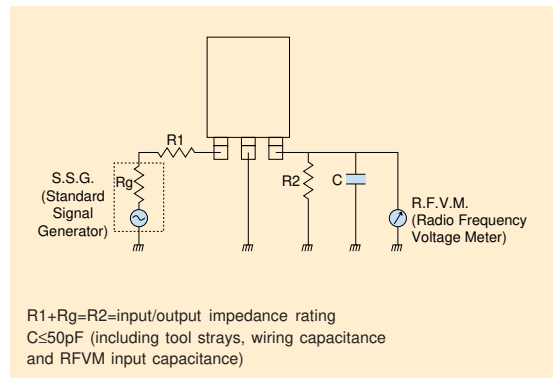 R1
S.S.G.
(Standard
Signal
Generator)
Rg
R2
C
R.F.V.M.
(Radio Frequency
Voltage Meter)
R1+Rg=R2=input/output impedance rating
C≤50pF (including tool strays, wiring capacitance
and RFVM input capacitance)